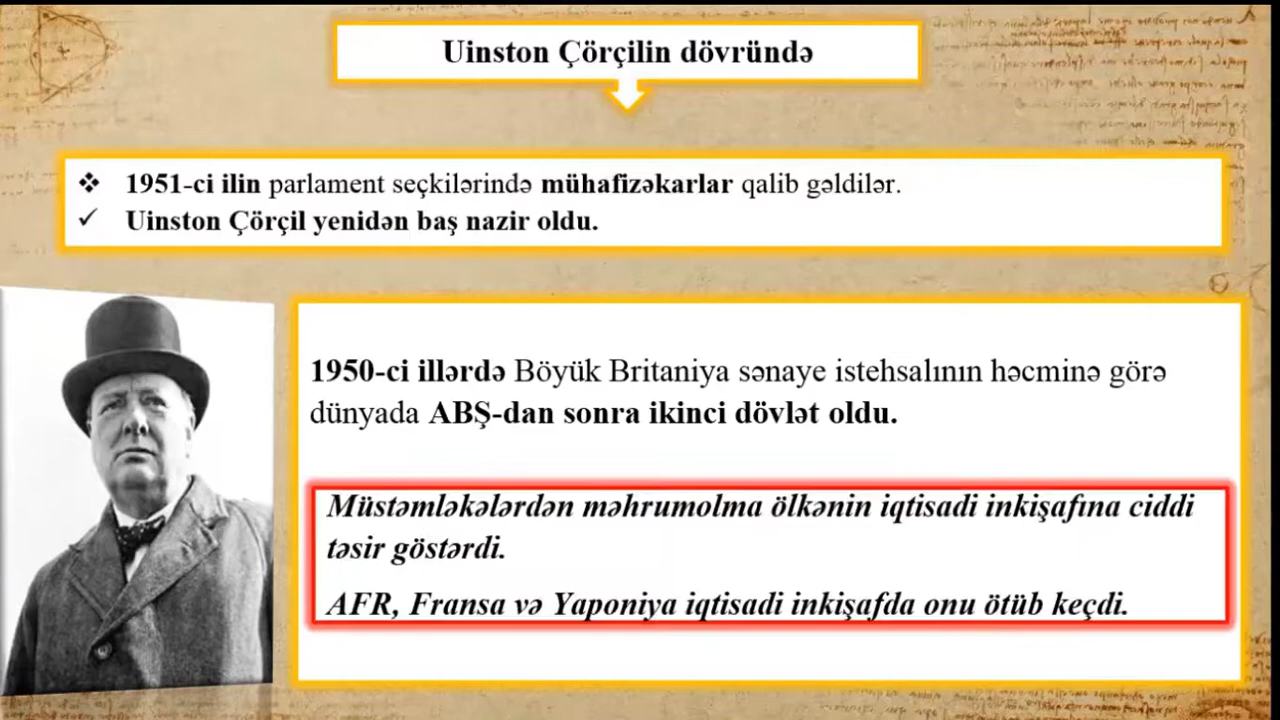 Uinston Çörçilin dövründə
❖ 1951-ci ilin parlament seçkilərində mühafizəkarlar qalib gəldilər.
✓ Uinston Çörçil yenidən baş nazir oldu.
1950-ci illərdə Böyük Britaniya sənaye istehsalının həcminə görə
dünyada ABŞ-dan sonra ikinci dövlət oldu.
Müstəmləkələrdən məhrumolma ölkənin iqtisadi inkişafına ciddi
təsir göstərdi.
AFR, Fransa və Yaponiya iqtisadi inkişafda onu ötüb keçdi.